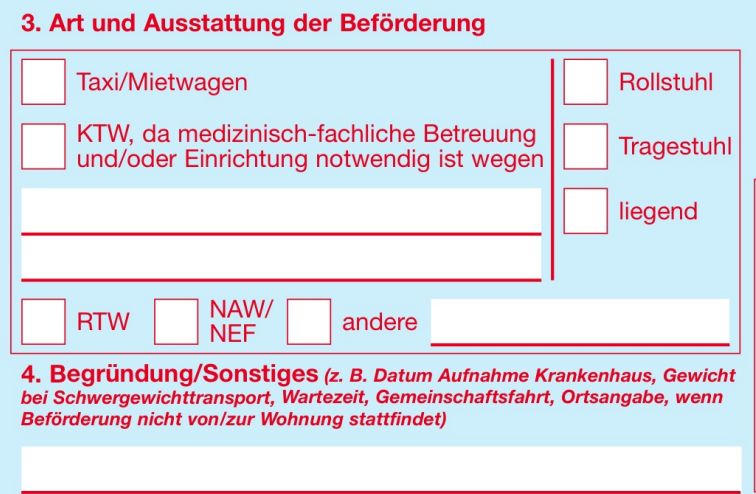 3. Art und Ausstattung der Beförderung
Taxi/Mietwagen
KTW, da medizinisch-fachliche Betreuung
und/oder Einrichtung notwendig ist wegen
Rollstuhl
Tragestuhl
liegend
RTW
NAW/
NEF
andere
4. Begründung/Sonstiges (z. B. Datum Aufnahme Krankenhaus, Gewicht
bei Schwergewichttransport, Wartezeit, Gemeinschaftsfahrt, Ortsangabe, wenn
Beförderung nicht von/zur Wohnung stattfindet)